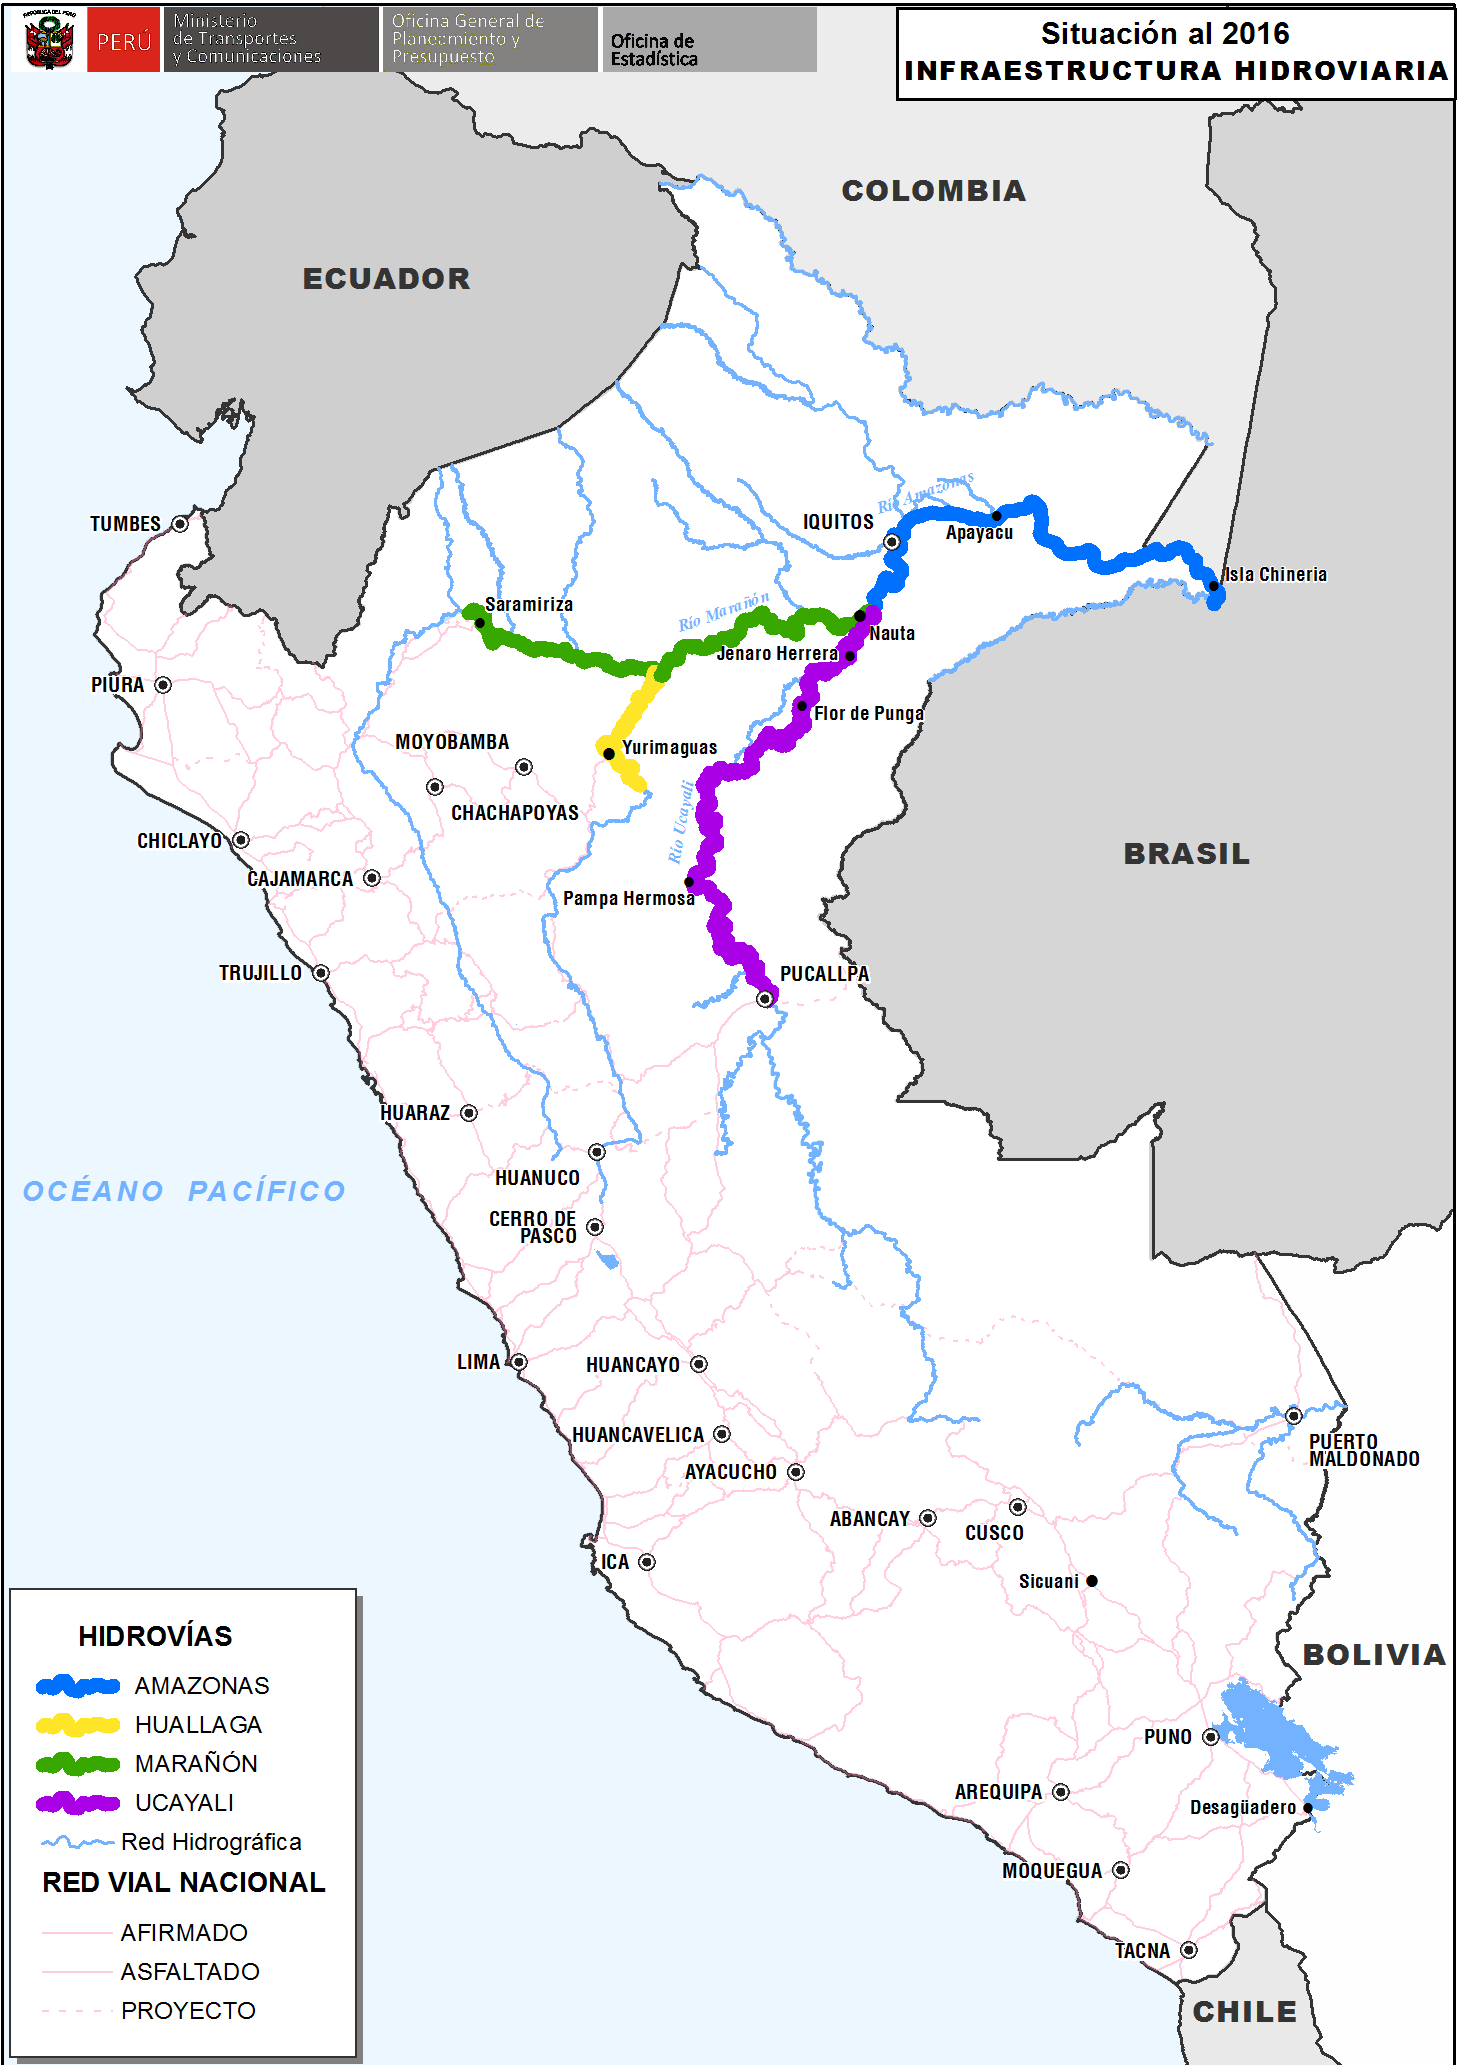 REPÚBLICA DEL PERÚ
PERÚ
Ministerio
de Transportes
y Comunicaciones
Oficina General de
Planeamiento y
Presupuesto
Oficina de
Estadística
Situación al 2016
INFRAESTRUCTURA HIDROVIARIA
COLOMBIA
ECUADOR
Río Amazonas
TUMBES
IQUITOS
Apayacu
Isla Chineria
Saramiriza
Río Marañón
Nauta
Jenaro Herrera
PIURA
Flor de Punga
MOYOBAMBA
Yurimaguas
CHACHAPOYAS
Río Ucayali
CHICLAYO
BRASIL
CAJAMARCA
Pampa Hermosa
TRUJILLO
PUCALLPA
HUARAZ
HUANUCO
OCÉANO PACÍFICO
CERRO DE
PASCO
LIMA
HUANCAYO
HUANCAVELICA
PUERTO
MALDONADO
AYACUCHO
ABANCAY
CUSCO
ICA
Sicuani
BOLIVIA
PUNO
AREQUIPA
Desagüadero
MOQUEGUA
TACNA
CHILE
HIDROVÍAS
AMAZONAS
HUALLAGA
MARAÑÓN
UCAYALI
Red Hidrográfica
RED VIAL NACIONAL
AFIRMADO
ASFALTADO
PROYECTO